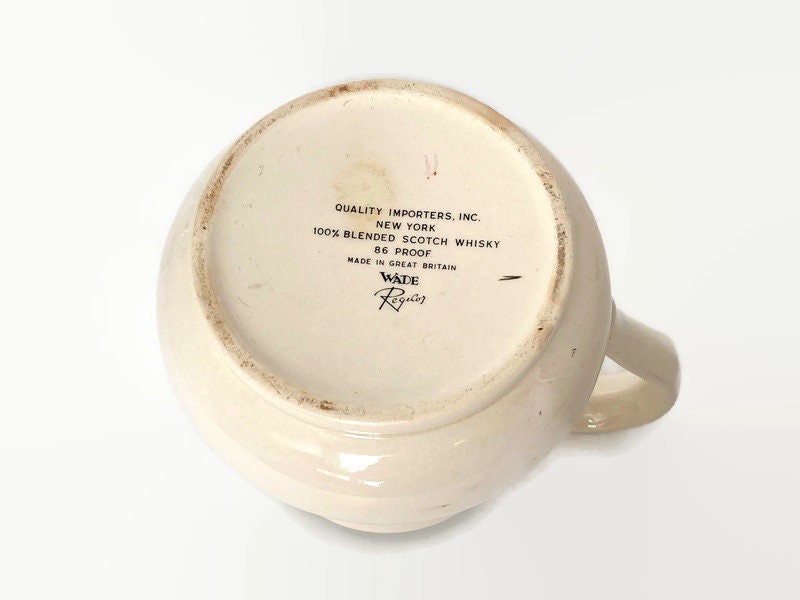 QUALITY IMPORTERS, INC.
NEW YORK
100% BLENDED SCOTCH WHISKY
86 PROOF
MADE IN GREAT BRITAIN
WADE
Regicor